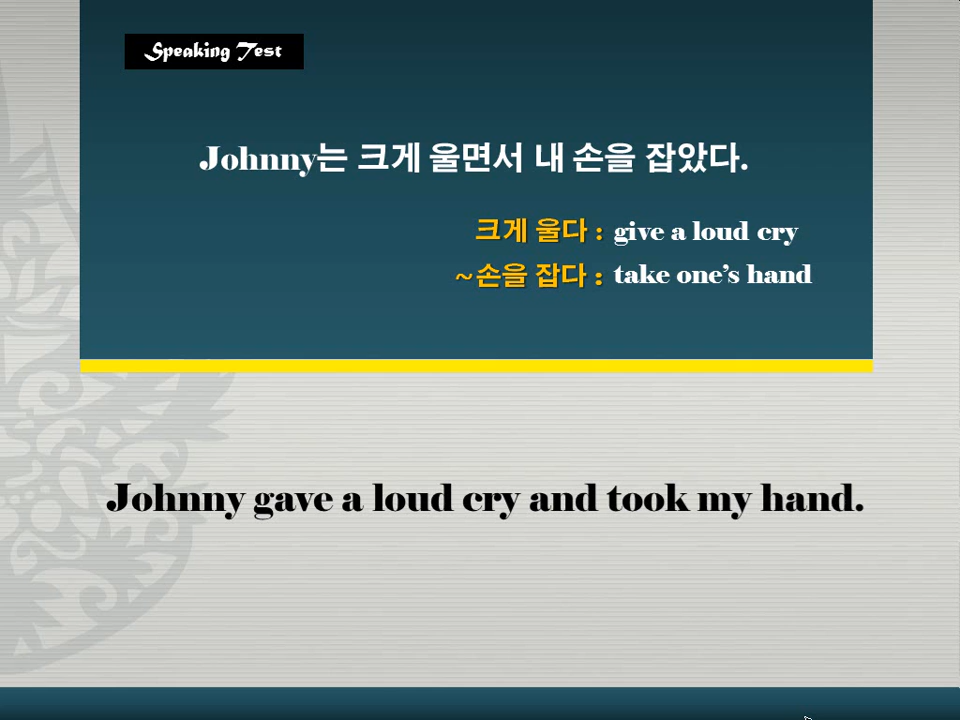 Speaking Test
Johnny는 크게 울면서 내 손을 잡았다.
크게 울다 : give a loud cry
~손을 잡다 : take one’s hand
Johnny gave a loud cry and took my hand.